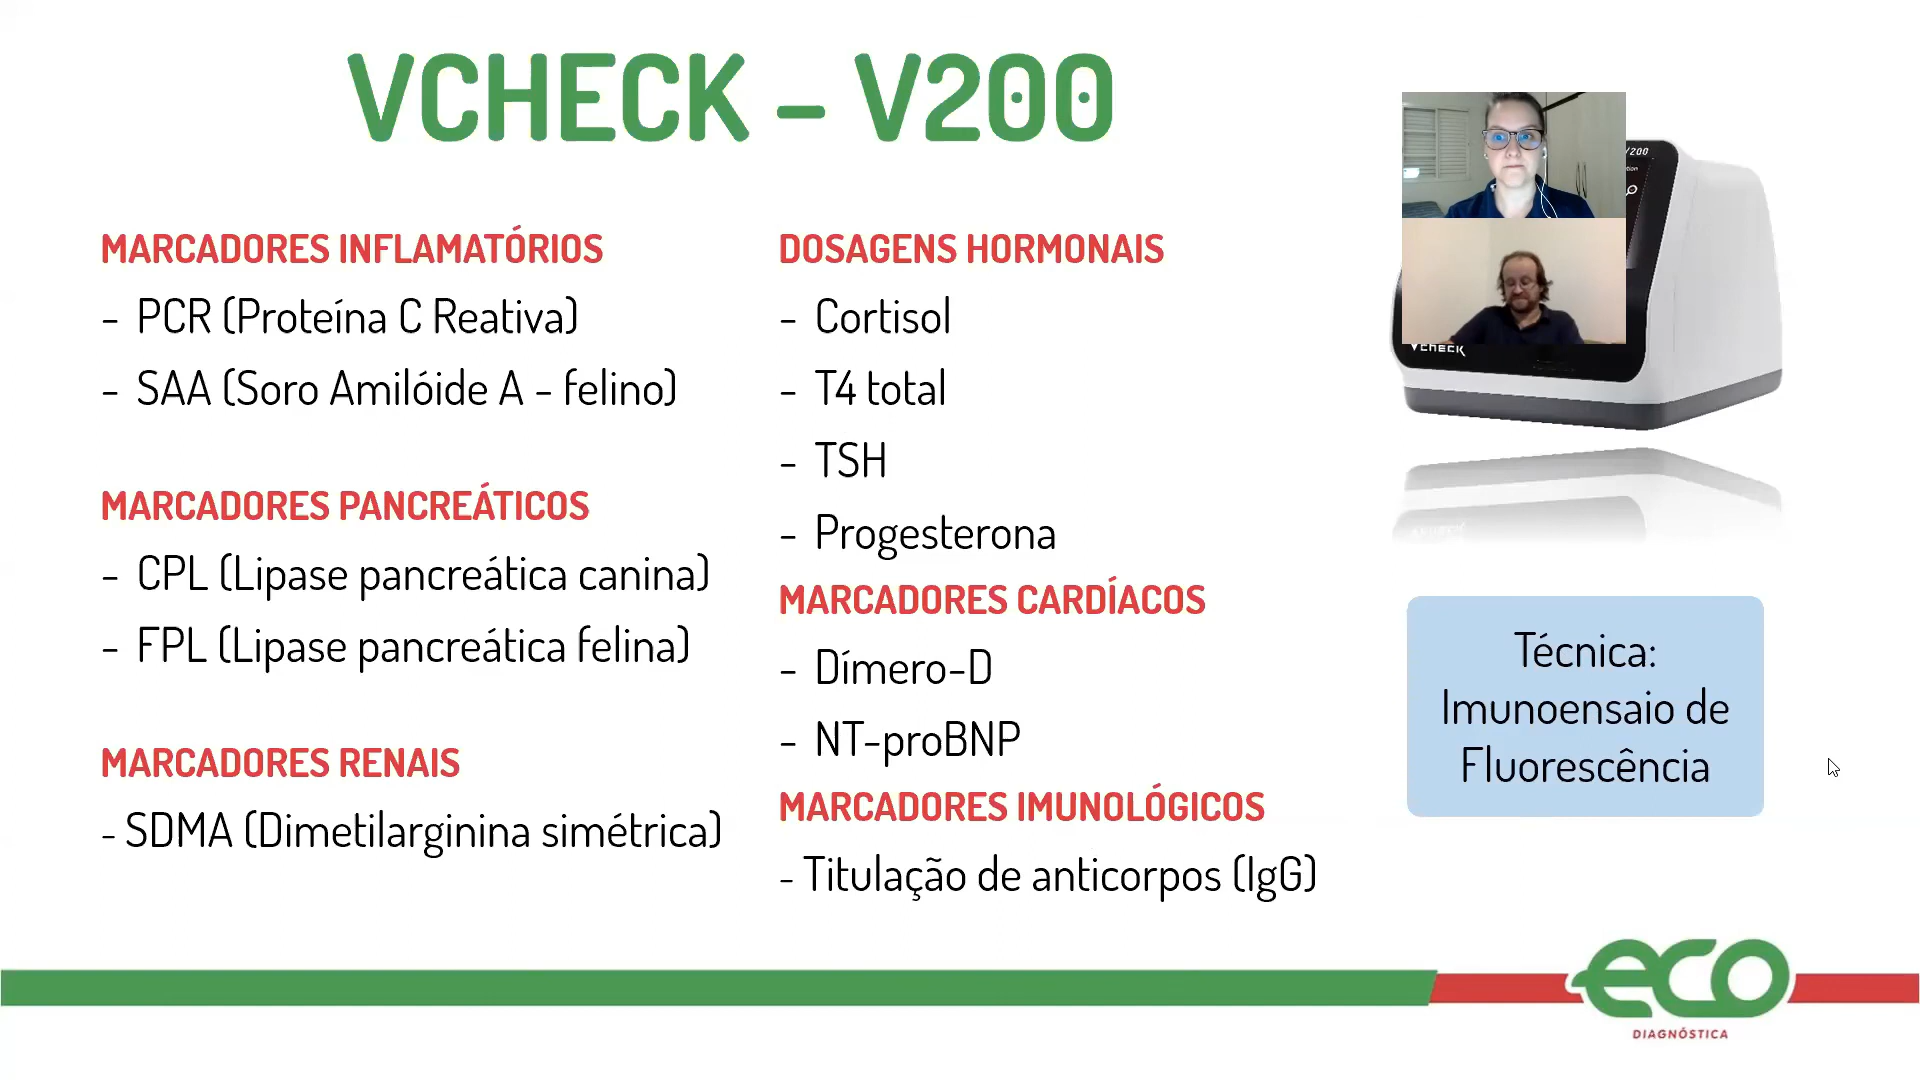 VCHECK - V200
MARCADORES INFLAMATÓRIOS
- PCR (Proteína C Reativa)
- SAA (Soro Amilóide A - felino)
MARCADORES PANCREÁTICOS
- CPL (Lipase pancreática canina)
- FPL (Lipase pancreática felina)
MARCADORES RENAIS
- SDMA (Dimetilarginina simétrica)
DOSAGENS HORMONAIS
- Cortisol
- T4 total
- TSH
- Progesterona
MARCADORES CARDÍACOS
- Dímero-D
- NT-proBNP
MARCADORES IMUNOLÓGICOS
- Titulação de anticorpos (IgG)
V200
VCHECK
Técnica:
Imunoensaio de
Fluorescência
eco
DIAGNÓSTICA